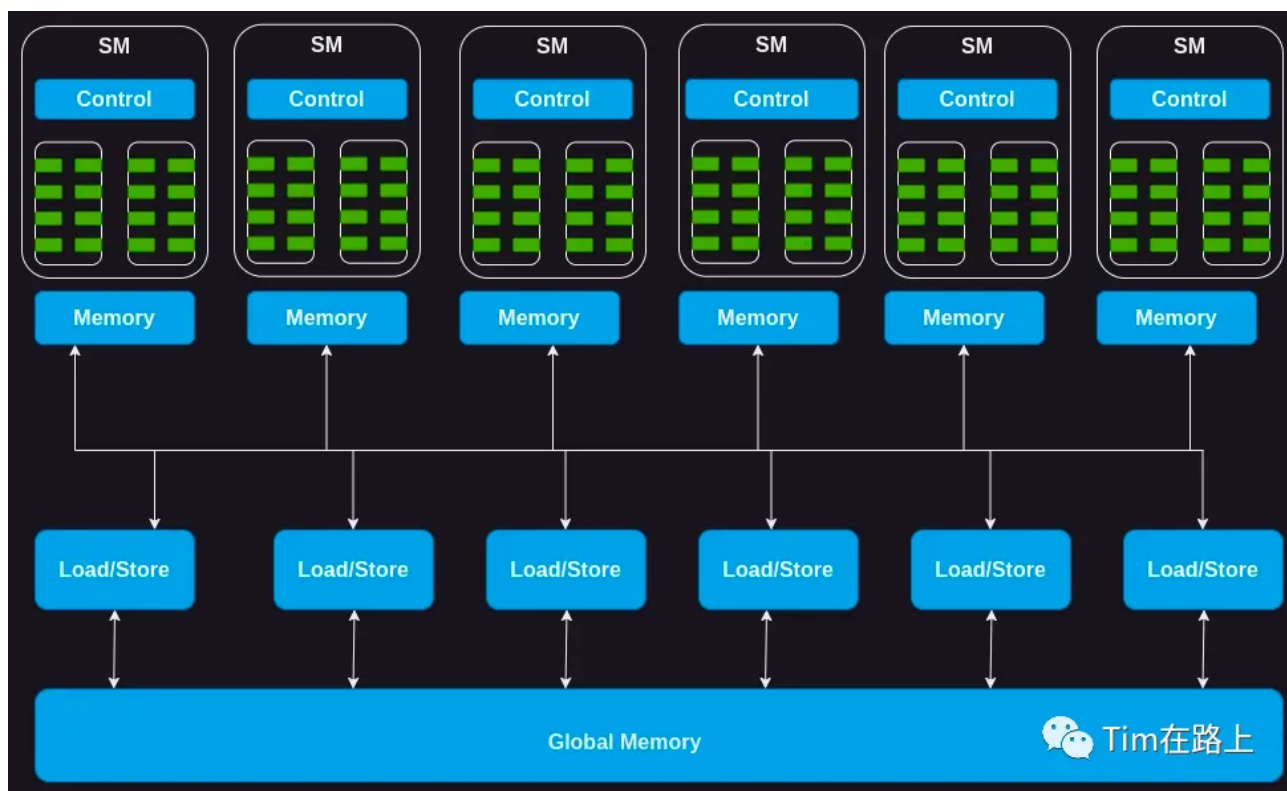 SM SM SM SM SM SM
Control Control Control Control Control Control
Memory Memory Memory Memory Memory Memory
Load/Store Load/Store Load/Store Load/Store Load/Store Load/Store
Global Memory
Tim在路上